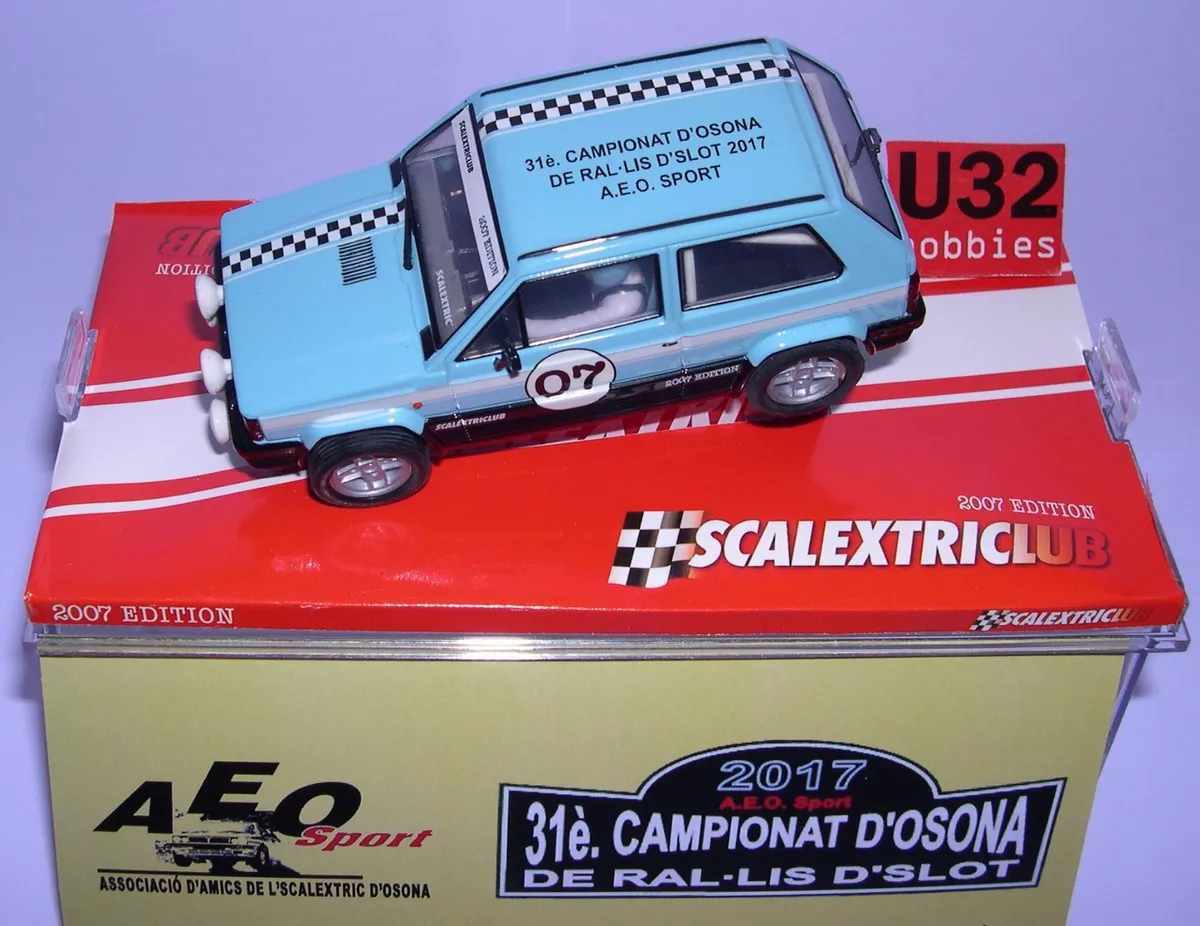 31è. CAMPIONAT D'OSONA
DE RAL·LIS D'SLOT 2017
A.E.O. SPORT
SCALEXTRICLUB
SCALEXTRIC
07
2007 EDITION
SCALEXTRICLUB
U32
hobbies
EDITION
2007 EDITION
SCALEXTRICLUB
2007 EDITION
SCALEXTRICLUB
AEO
Sport
ASSOCIACIÓ D'AMICS DE L'SCALEXTRIC D'OSONA
2017
A.E.O. Sport
31è. CAMPIONAT D'OSONA
DE RAL·LIS D'SLOT